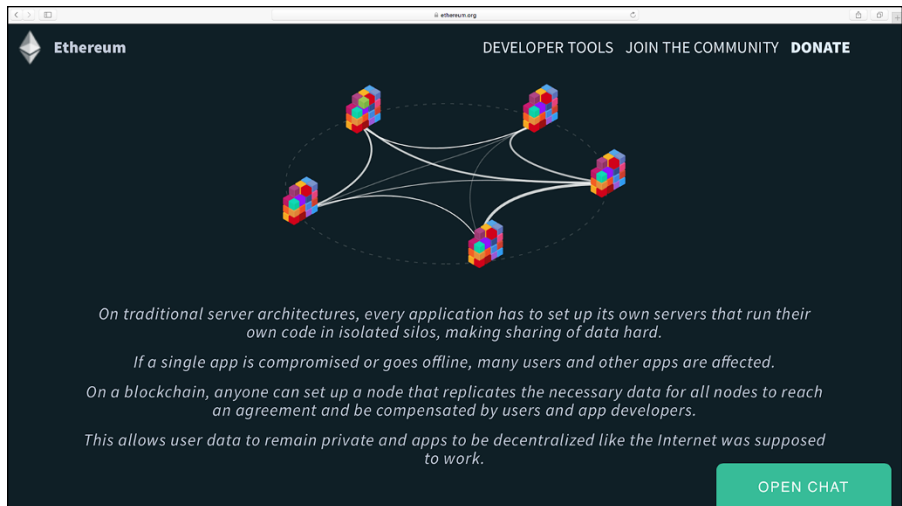 ethereum.org
Ethereum
DEVELOPER TOOLS JOIN THE COMMUNITY DONATE
On traditional server architectures, every application has to set up its own servers that run their
own code in isolated silos, making sharing of data hard.
If a single app is compromised or goes offline, many users and other apps are affected.
On a blockchain, anyone can set up a node that replicates the necessary data for all nodes to reach
an agreement and be compensated by users and app developers.
This allows user data to remain private and apps to be decentralized like the Internet was supposed
to work.
OPEN CHAT